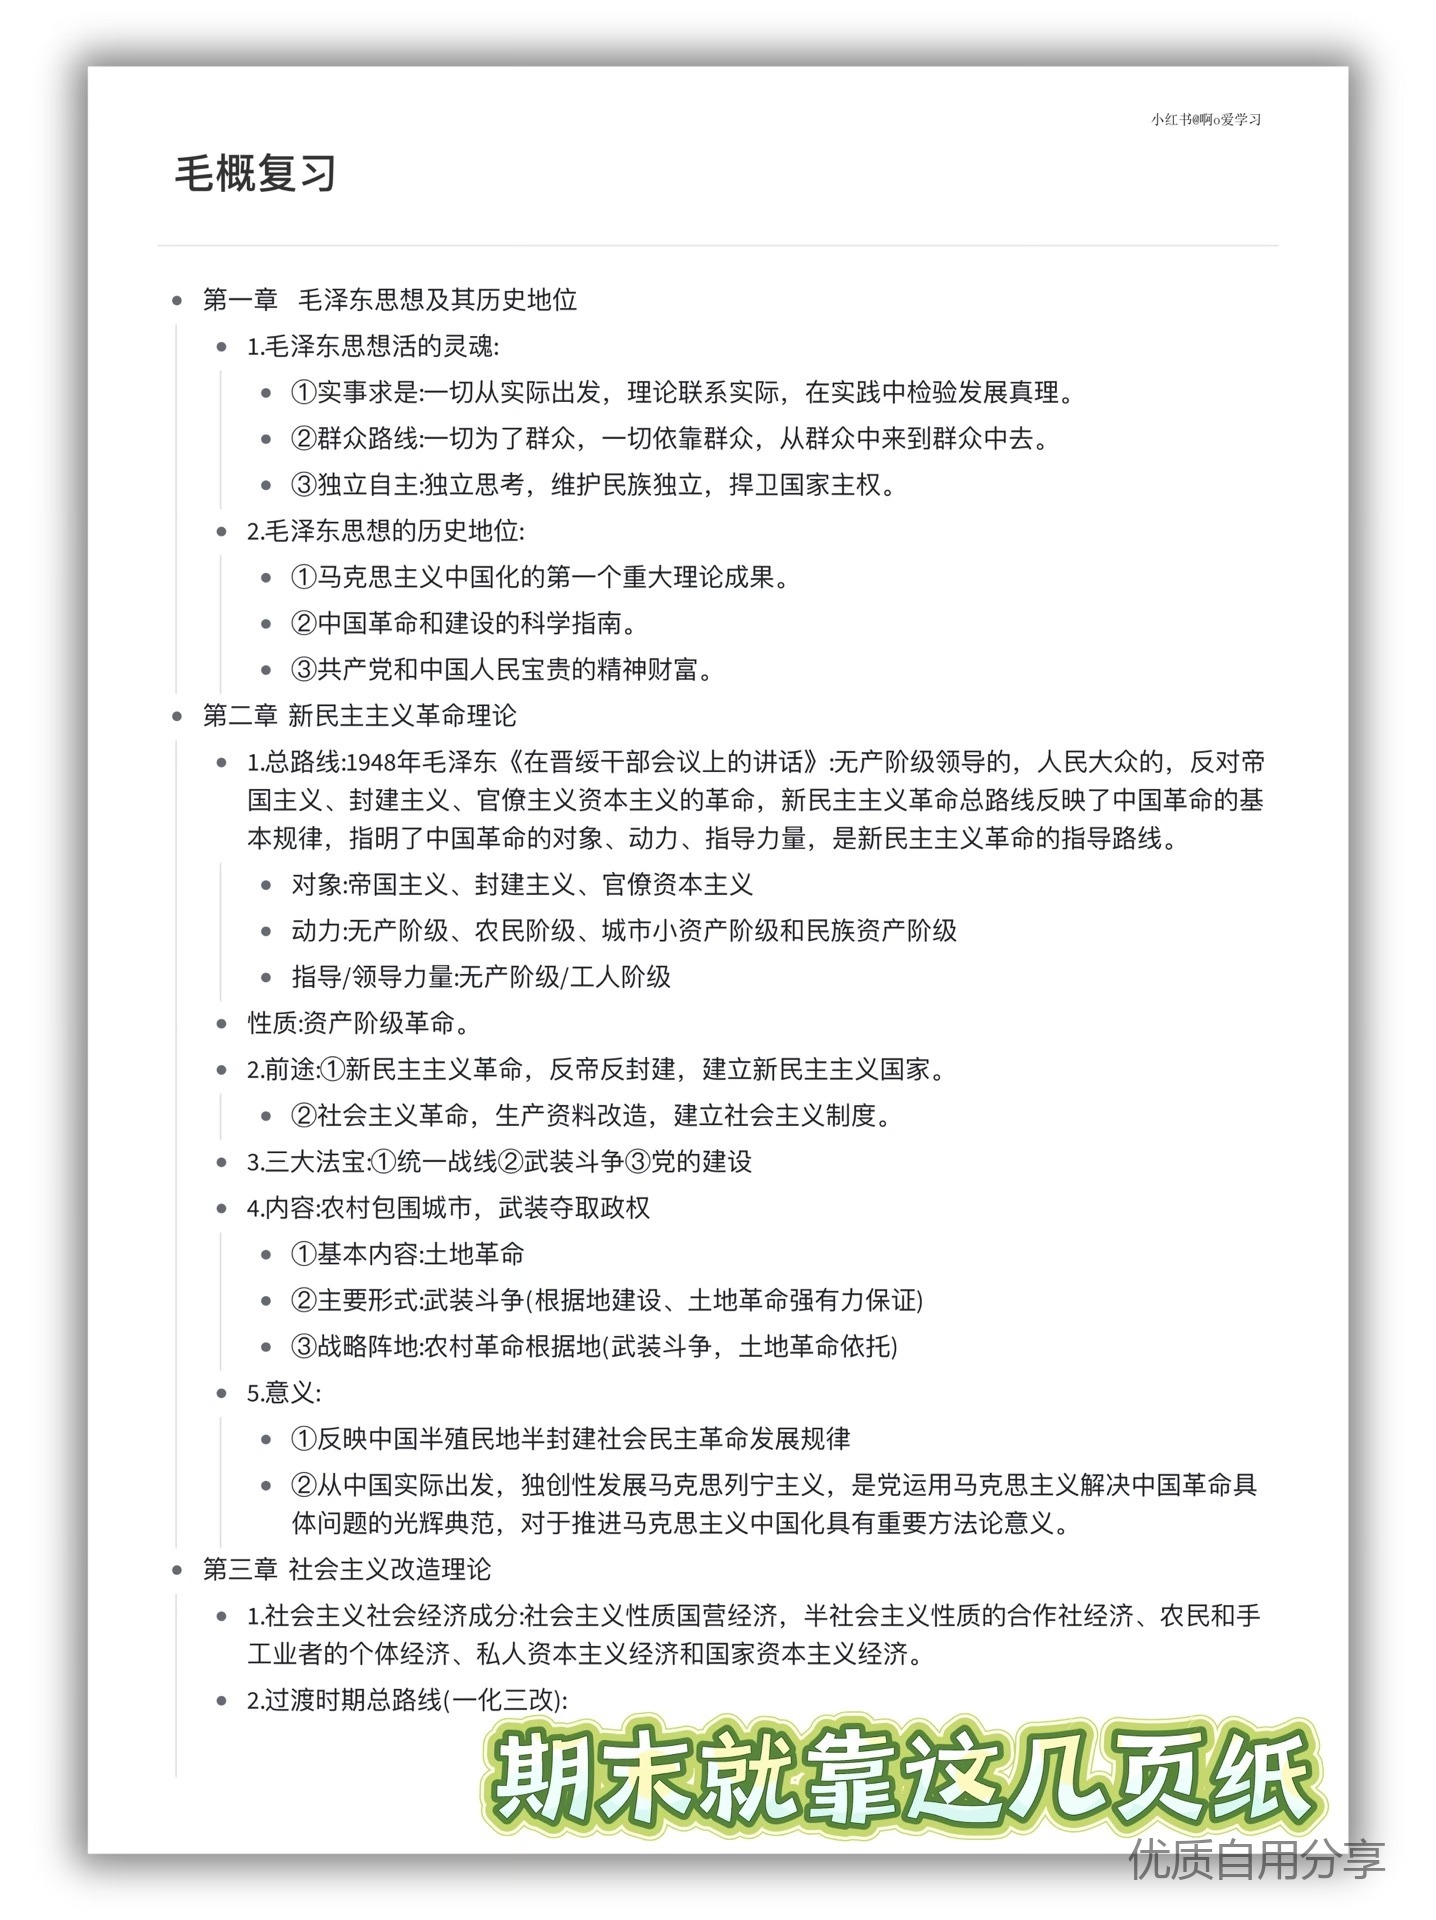 小红书@啊o爱学习
毛概复习
第一章 毛泽东思想及其历史地位
1.毛泽东思想活的灵魂:
①实事求是:一切从实际出发，理论联系实际，在实践中检验发展真理。
②群众路线:一切为了群众，一切依靠群众，从群众中来到群众中去。
③独立自主:独立思考，维护民族独立，捍卫国家主权。
2.毛泽东思想的历史地位:
①马克思主义中国化的第一个重大理论成果。
②中国革命和建设的科学指南。
③共产党和中国人民宝贵的精神财富。
第二章 新民主主义革命理论
1.总路线:1948年毛泽东《在晋绥干部会议上的讲话》:无产阶级领导的，人民大众的，反对帝
国主义、封建主义、官僚主义资本主义的革命，新民主主义革命总路线反映了中国革命的基
本规律，指明了中国革命的对象、动力、指导力量，是新民主主义革命的指导路线。
对象:帝国主义、封建主义、官僚资本主义
动力:无产阶级、农民阶级、城市小资产阶级和民族资产阶级
指导/领导力量:无产阶级/工人阶级
性质:资产阶级革命。
2.前途:①新民主主义革命，反帝反封建，建立新民主主义国家。
②社会主义革命，生产资料改造，建立社会主义制度。
3.三大法宝:①统一战线②武装斗争③党的建设
4.内容:农村包围城市，武装夺取政权
①基本内容:土地革命
②主要形式:武装斗争(根据地建设、土地革命强有力保证)
③战略阵地:农村革命根据地(武装斗争，土地革命依托)
5.意义:
①反映中国半殖民地半封建社会民主革命发展规律
②从中国实际出发，独创性发展马克思列宁主义，是党运用马克思主义解决中国革命具
体问题的光辉典范，对于推进马克思主义中国化具有重要方法论意义。
第三章 社会主义改造理论
1.社会主义社会经济成分:社会主义性质国营经济，半社会主义性质的合作社经济、农民和手
工业者的个体经济、私人资本主义经济和国家资本主义经济。
2.过渡时期总路线(一化三改):
期末就靠这几页纸
优质自用分享